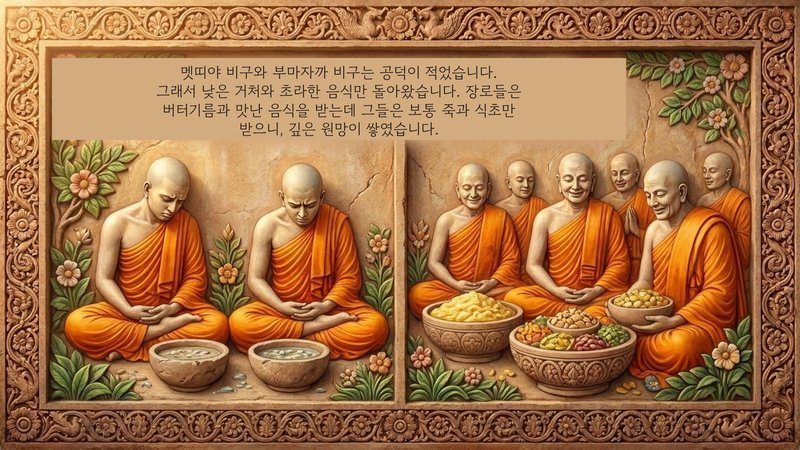 멧띠야 비구와 부마자까 비구는 공덕이 적었습니다.
그래서 낮은 거처와 초라한 음식만 돌아왔습니다. 장로들은
버터기름과 맛난 음식을 받는데 그들은 보통 죽과 식초만
받으니, 깊은 원망이 쌓였습니다.